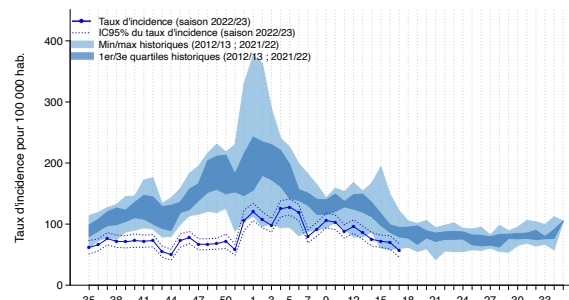 Taux d'incidence (saison 2022/23)
IC95% du taux d'incidence (saison 2022/23)
Min/max historiques (2012/13 ; 2021/22)
1er/3e quartiles historiques (2012/13 ; 2021/22)
Taux d'incidence pour 100 000 hab.
400
300
200
100
0
35 38 41 44 47 50 1 3 5 7 9 12 15 18 21 24 27 30 33